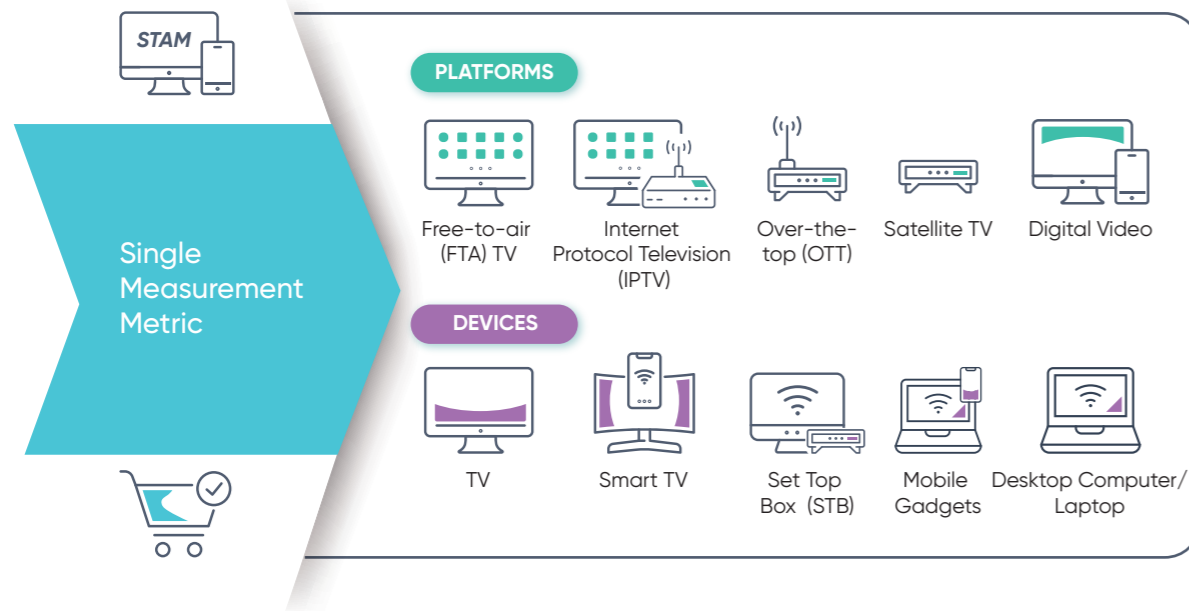 STAM
Single
Measurement
Metric
PLATFORMS
Free-to-air
(FTA) TV
Internet
Protocol Television
(IPTV)
Over-the-
top (OTT)
Satellite TV
Digital Video
DEVICES
TV
Smart TV
Set Top
Box (STB)
Mobile
Gadgets
Desktop Computer/
Laptop